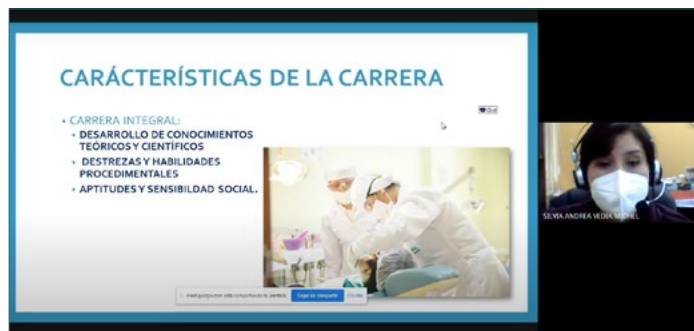 CARÁCTERÍSTICAS DE LA CARRERA
• CARRERA INTEGRAL:
• DESARROLLO DE CONOCIMIENTOS
TEÓRICOS Y CIENTÍFICOS
• DESTREZAS Y HABILIDADES
PROCEDIMENTALES
• APTITUDES Y SENSIBILDAD SOCIAL.
SILVIA ANDREA VEDIA MICHEL